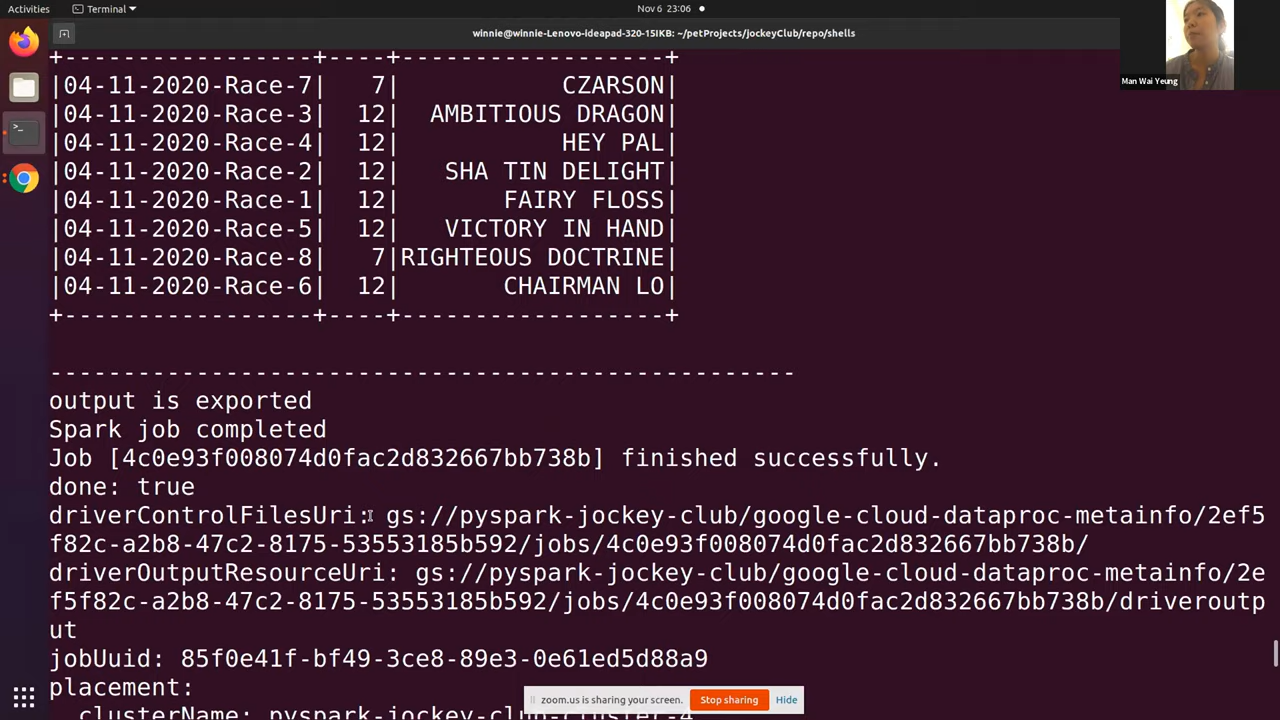 Activities
Terminal
Nov 6 23:06
winnie@winnie-Lenovo-ideapad-320-15IKB: ~/petProjects/jockeyClub/repo/shells
Man Wai Yeung
+-----------------+----+------------------+
|04-11-2020-Race-7|   7|           CZARSON|
|04-11-2020-Race-3|  12|  AMBITIOUS DRAGON|
|04-11-2020-Race-4|  12|           HEY PAL|
|04-11-2020-Race-2|  12|   SHA TIN DELIGHT|
|04-11-2020-Race-1|  12|       FAIRY FLOSS|
|04-11-2020-Race-5|  12|   VICTORY IN HAND|
|04-11-2020-Race-8|   7|RIGHTEOUS DOCTRINE|
|04-11-2020-Race-6|  12|       CHAIRMAN LO|
+-----------------+----+------------------+
---------------------------------------------------
output is exported
Spark job completed
Job [4c0e93f008074d0fac2d832667bb738b] finished successfully.
done: true
driverControlFilesUri: gs://pyspark-jockey-club/google-cloud-dataproc-metainfo/2ef5
f82c-a2b8-47c2-8175-53553185b592/jobs/4c0e93f008074d0fac2d832667bb738b/
driverOutputResourceUri: gs://pyspark-jockey-club/google-cloud-dataproc-metainfo/2e
f5f82c-a2b8-47c2-8175-53553185b592/jobs/4c0e93f008074d0fac2d832667bb738b/driveroutp
ut
jobUuid: 85f0e41f-bf49-3ce8-89e3-0e61ed5d88a9
placement:
clusterName: pyspark-jockey-club-cluster-4
zoom.us is sharing your screen.
Stop sharing
Hide